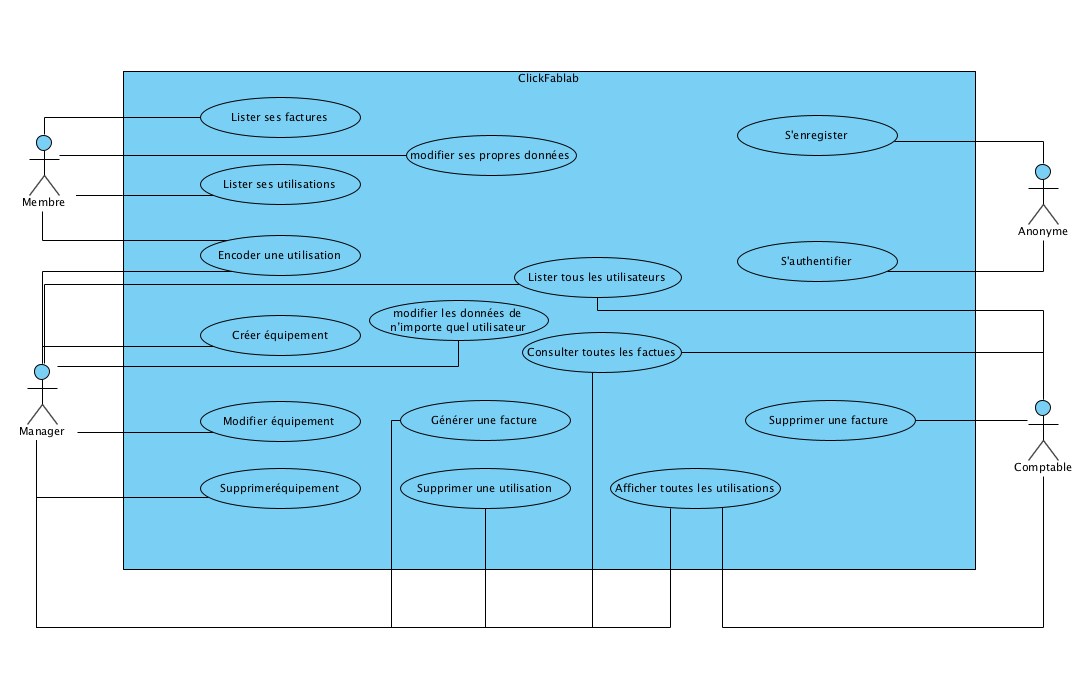 ClickFablab
Lister ses factures
S'enregister
modifier ses propres données
Lister ses utilisations
Membre
Anonyme
Encoder une utilisation
S'authentifier
Lister tous les utilisateurs
modifier les données de
n'importe quel utilisateur
Créer équipement
Consulter toutes les factues
Modifier équipement
Générer une facture
Supprimer une facture
Manager
Comptable
Supprimeréquipement
Supprimer une utilisation
Afficher toutes les utilisations